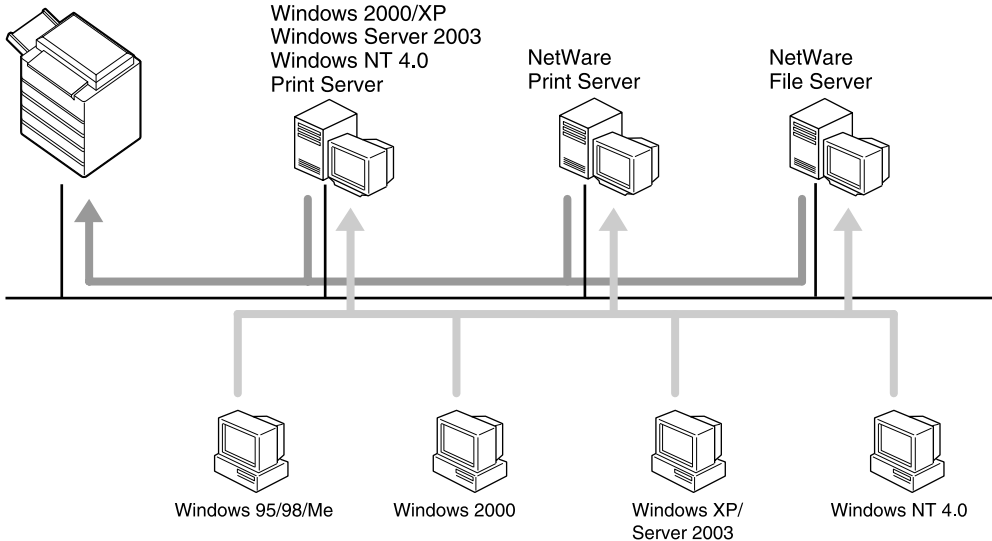 Windows 2000/XP
Windows Server 2003
Windows NT 4.0
Print Server
NetWare
Print Server
NetWare
File Server
Windows 95/98/Me
Windows 2000
Windows XP/
Server 2003
Windows NT 4.0